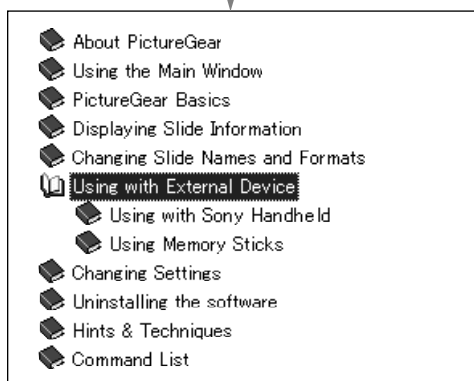 About PictureGear
Using the Main Window
PictureGear Basics
Displaying Slide Information
Changing Slide Names and Formats
Using with External Device
Using with Sony Handheld
Using Memory Sticks
Changing Settings
Uninstalling the software
Hints & Techniques
Command List